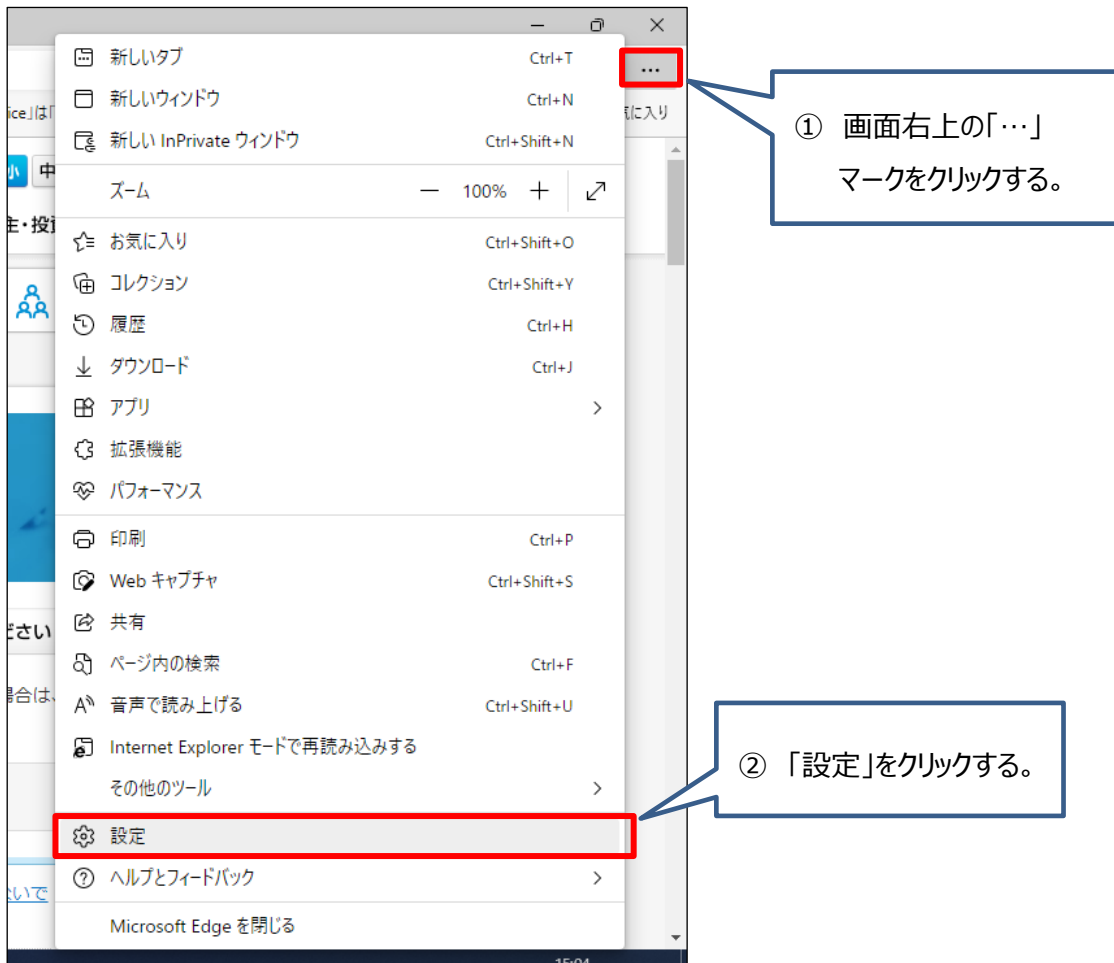 新しいタブ Ctrl+T
…
新しいウィンドウ Ctrl+N
ice」は「
気に入り
新しい InPrivate ウィンドウ Ctrl+Shift+N
小 中
ズーム 100%
主・投資
お気に入り Ctrl+Shift+O
コレクション Ctrl+Shift+Y
履歴 Ctrl+H
ダウンロード Ctrl+J
アプリ
拡張機能
パフォーマンス
印刷 Ctrl+P
Web キャプチャ Ctrl+Shift+S
共有
ださい
ページ内の検索 Ctrl+F
場合は、
音声で読み上げる Ctrl+Shift+U
Internet Explorer モードで再読み込みする
その他のツール
設定
ヘルプとフィードバック
ないで
Microsoft Edge を閉じる
① 画面右上の「…」
マークをクリックする。
② 「設定」をクリックする。